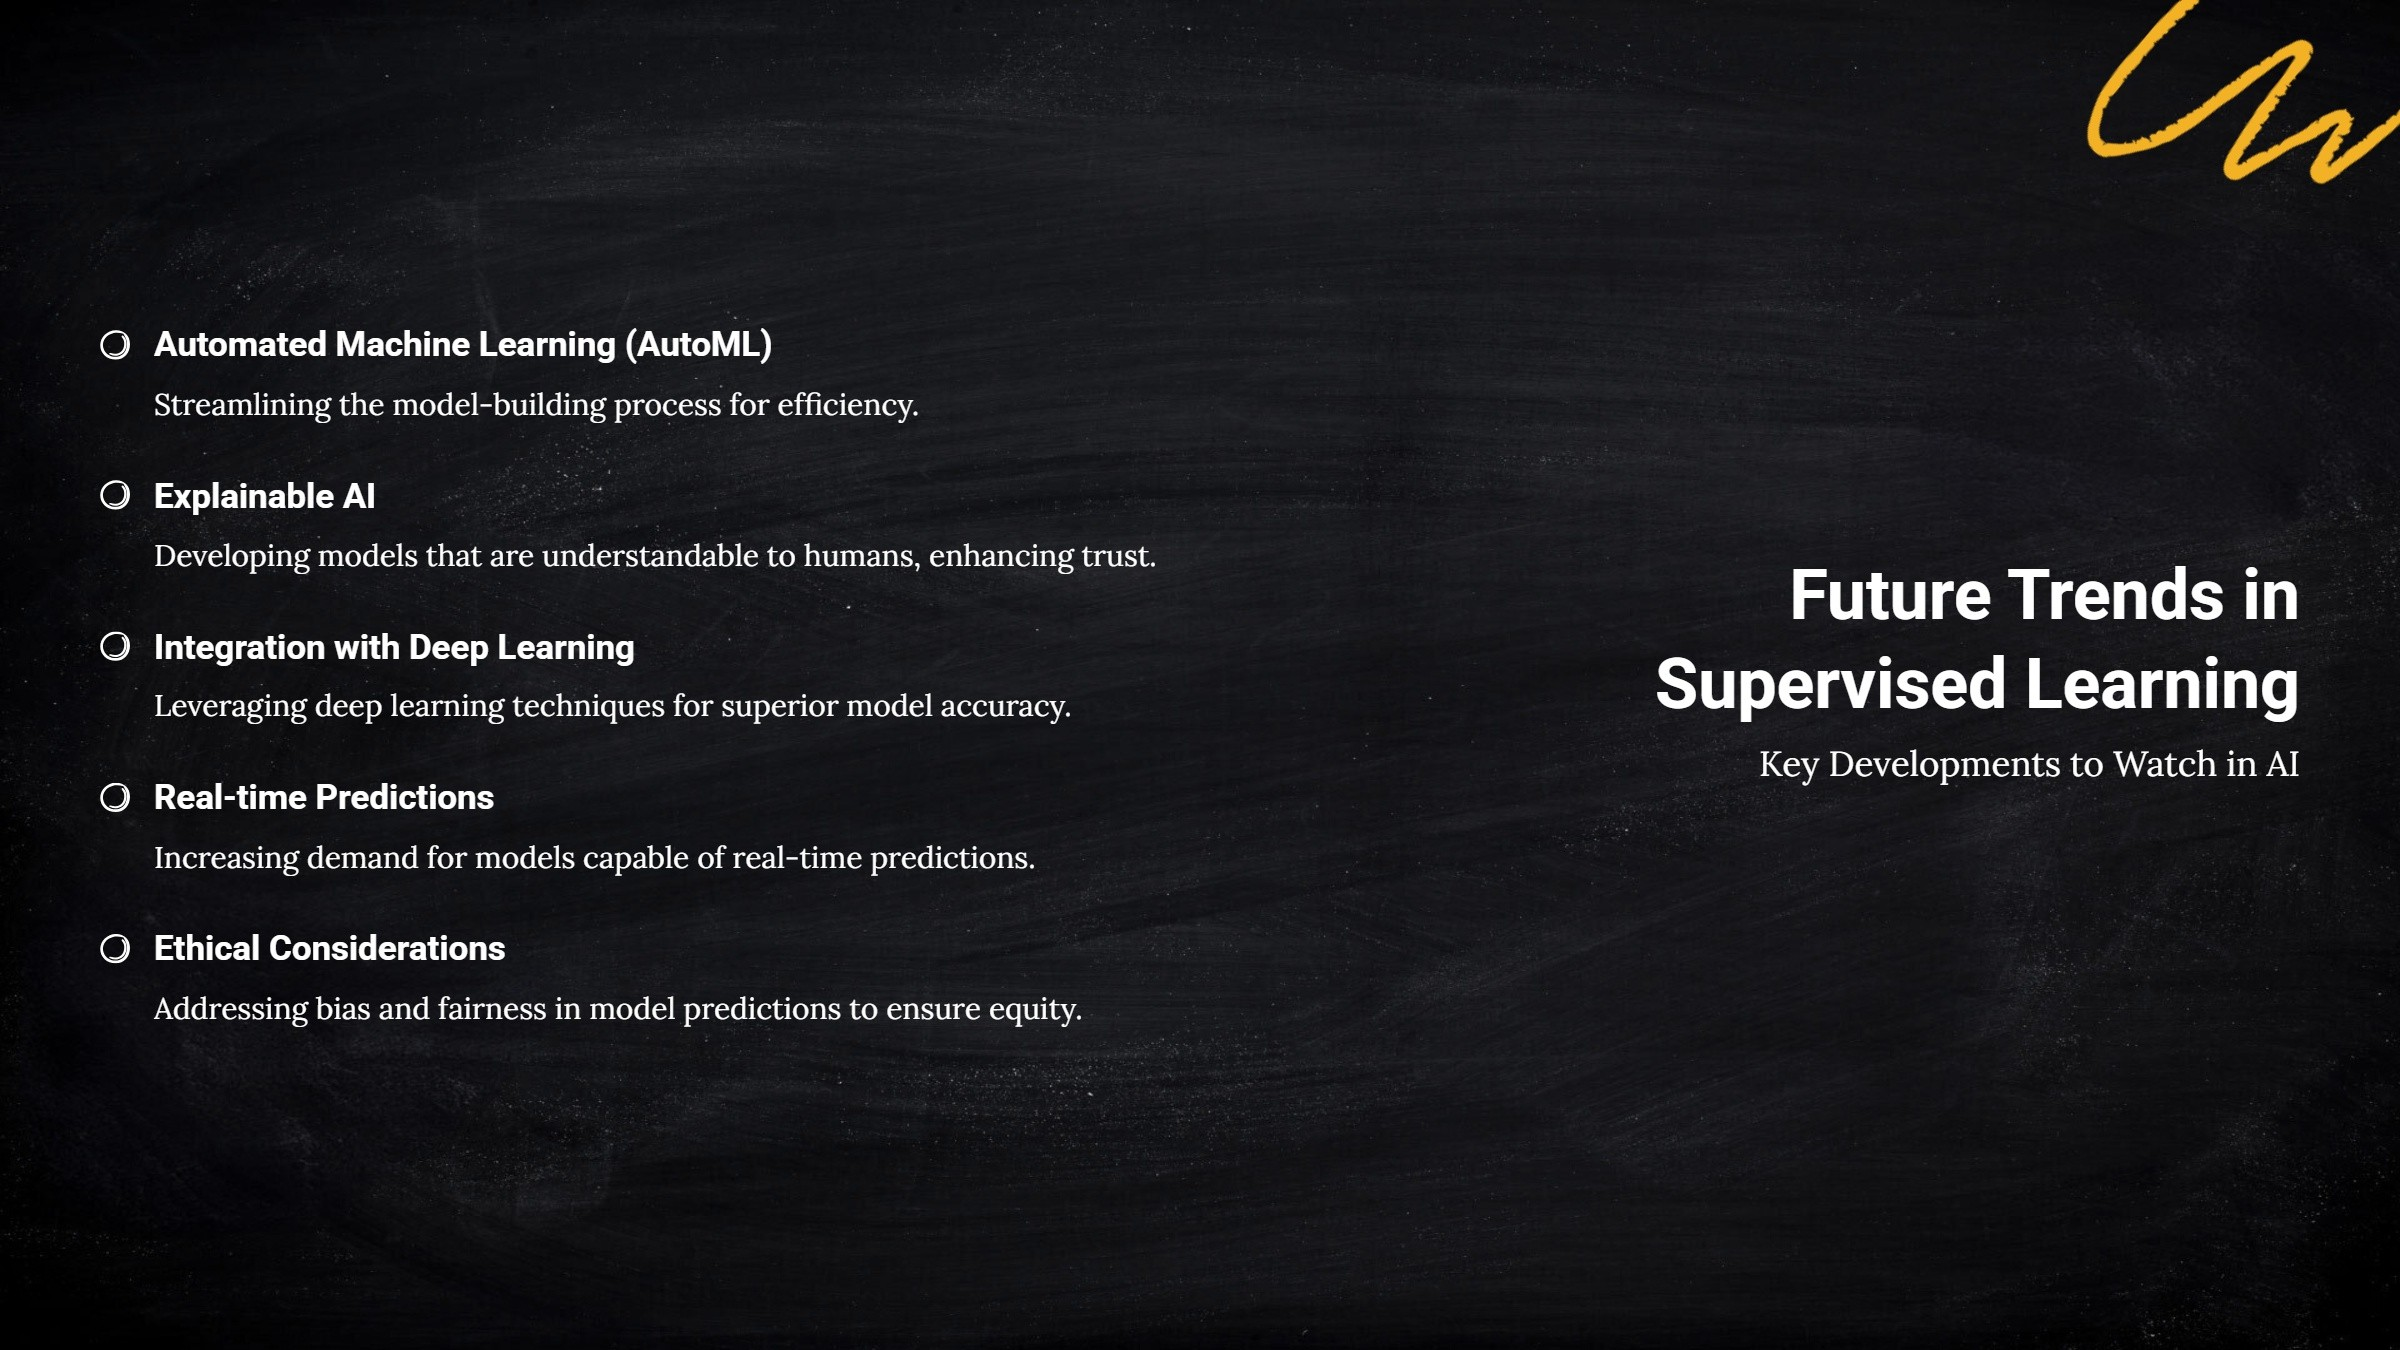 Automated Machine Learning (AutoML)
Streamlining the model-building process for efficiency.
Explainable AI
Developing models that are understandable to humans, enhancing trust.
Integration with Deep Learning
Leveraging deep learning techniques for superior model accuracy.
Real-time Predictions
Increasing demand for models capable of real-time predictions.
Ethical Considerations
Addressing bias and fairness in model predictions to ensure equity.
Future Trends in
Supervised Learning
Key Developments to Watch in AI